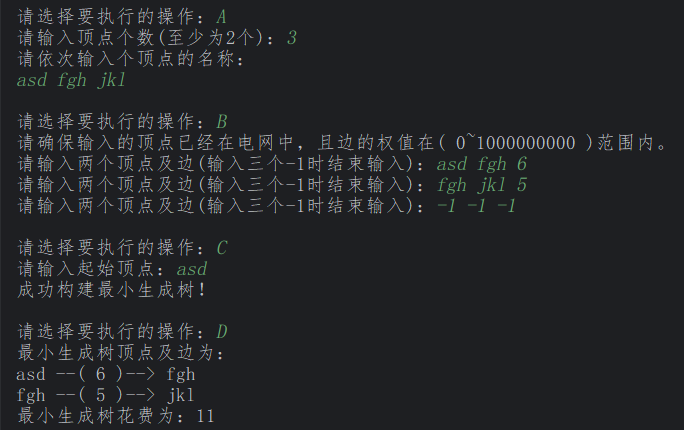 请选择要执行的操作：A
请输入顶点个数(至少为2个)：3
请依次输入个顶点的名称：
asd fgh jkl
请选择要执行的操作：B
请确保输入的顶点已经在电网中，且边的权值在( 0~1000000000 )范围内。
请输入两个顶点及边(输入三个-1时结束输入)：asd fgh 6
请输入两个顶点及边(输入三个-1时结束输入)：fgh jkl 5
请输入两个顶点及边(输入三个-1时结束输入)：-1 -1 -1
请选择要执行的操作：C
请输入起始顶点：asd
成功构建最小生成树！
请选择要执行的操作：D
最小生成树顶点及边为：
asd --( 6 )--> fgh
fgh --( 5 )--> jkl
最小生成树花费为：11